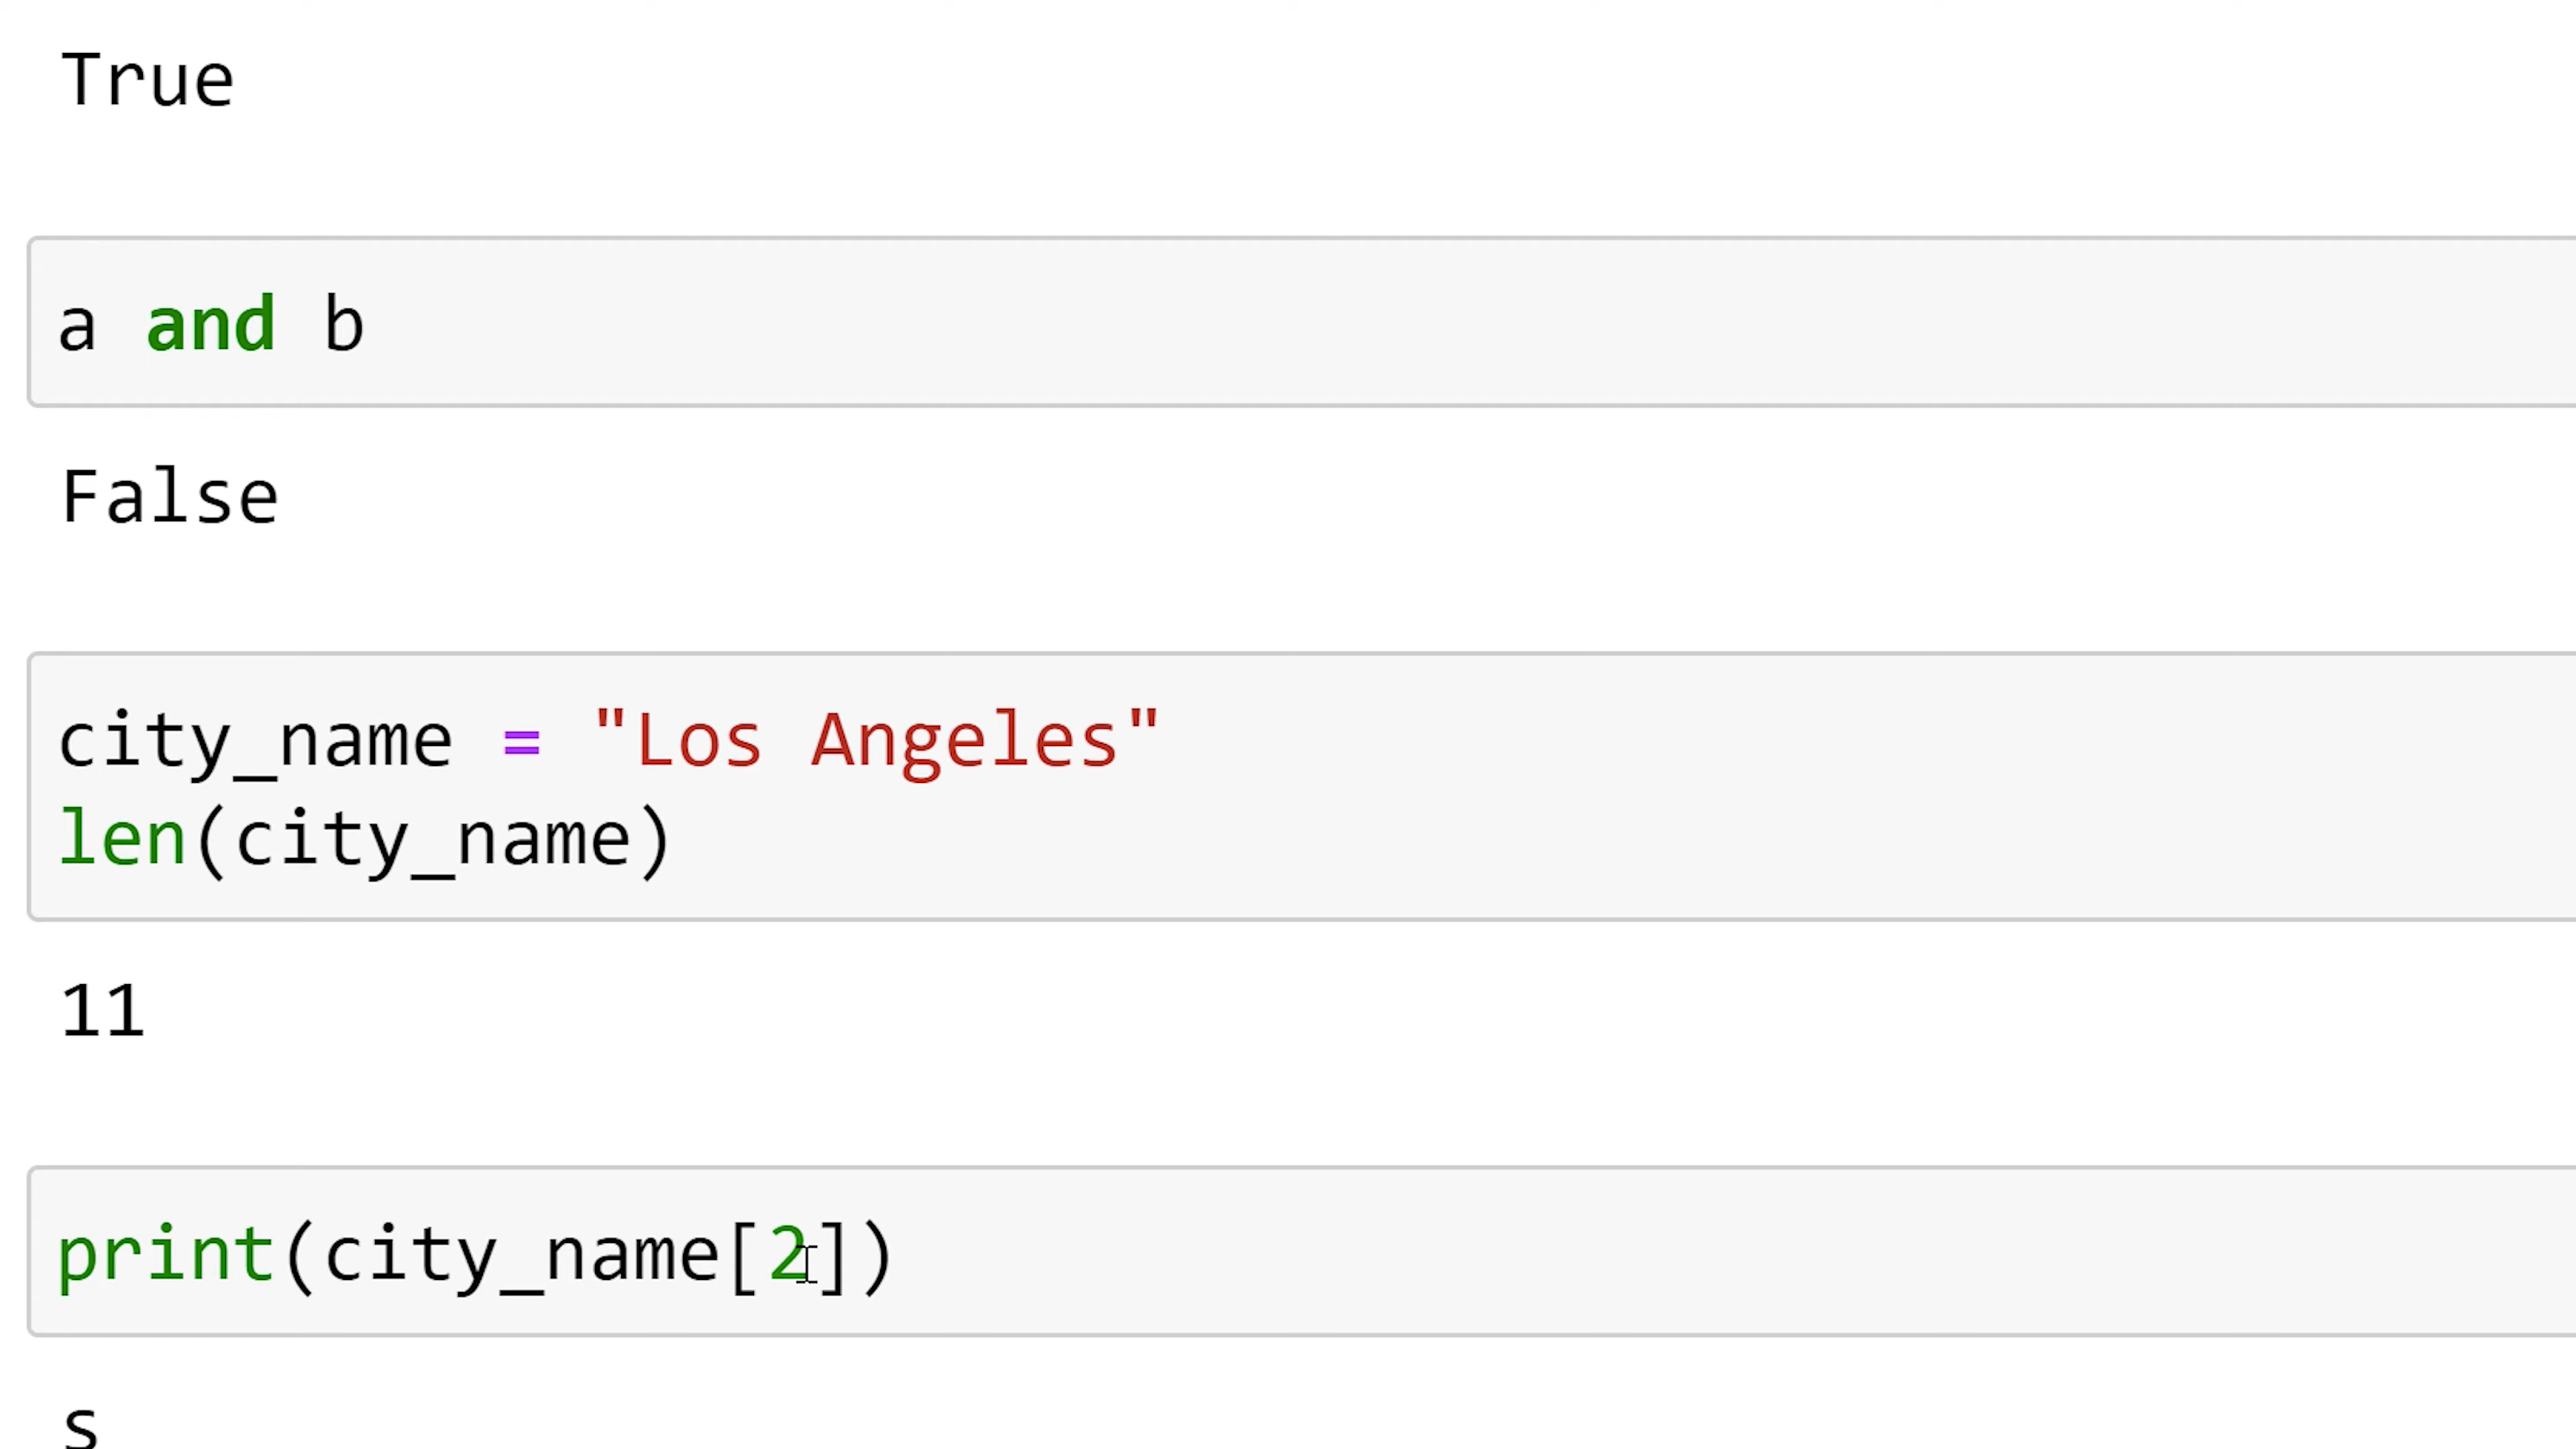 True
a and b
False
city_name = "Los Angeles"
len(city_name)
11
print(city_name[2])
s